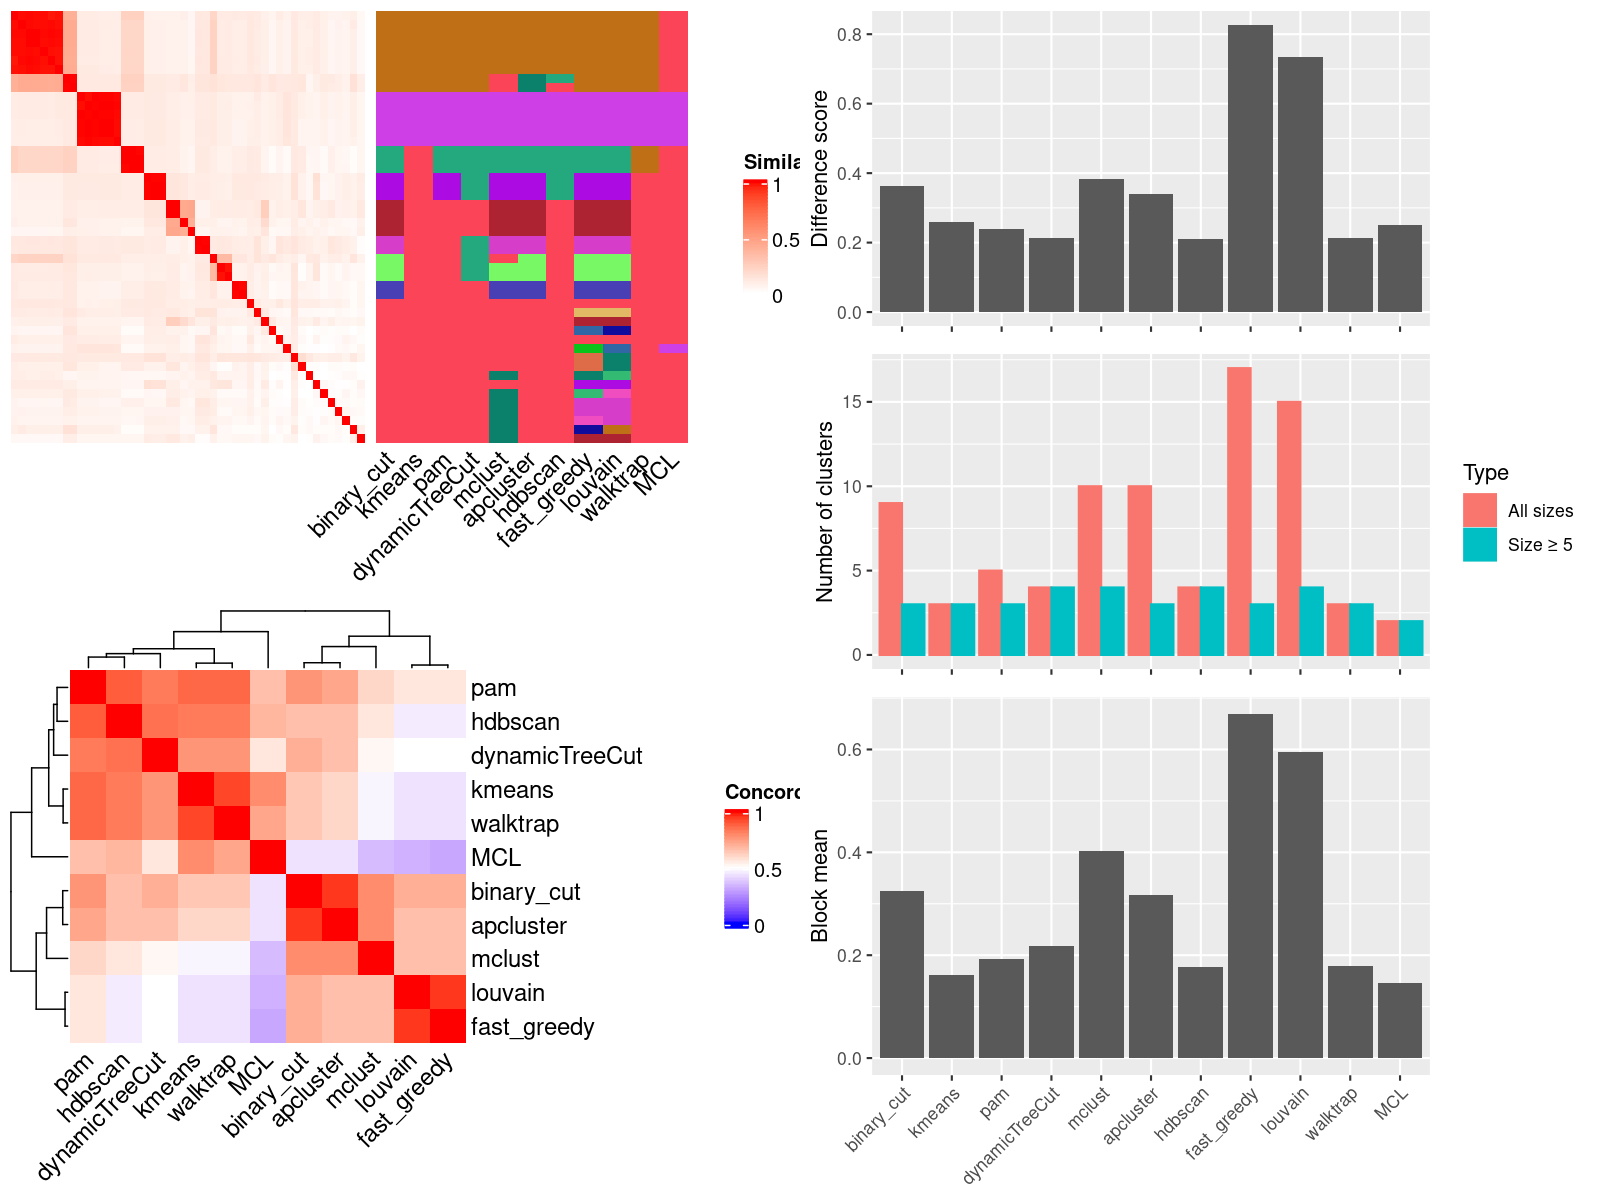 Simila
1
0.5
0
binary_cut
kmeans
pam
dynamicTreeCut
mclust
apcluster
hdbscan
fast_greedy
louvain
walktrap
MCL
pam
hdbscan
dynamicTreeCut
kmeans
walktrap
MCL
binary_cut
apcluster
mclust
louvain
fast_greedy
pam
hdbscan
dynamicTreeCut
kmeans
walktrap
MCL
binary_cut
apcluster
mclust
louvain
fast_greedy
Concord
1
0.5
0
Difference score
0.8
0.6
0.4
0.2
0.0
Number of clusters
15
10
5
0
Type
All sizes
Size ≥ 5
Block mean
0.6
0.4
0.2
0.0
binary_cut
kmeans
pam
dynamicTreeCut
mclust
apcluster
hdbscan
fast_greedy
louvain
walktrap
MCL